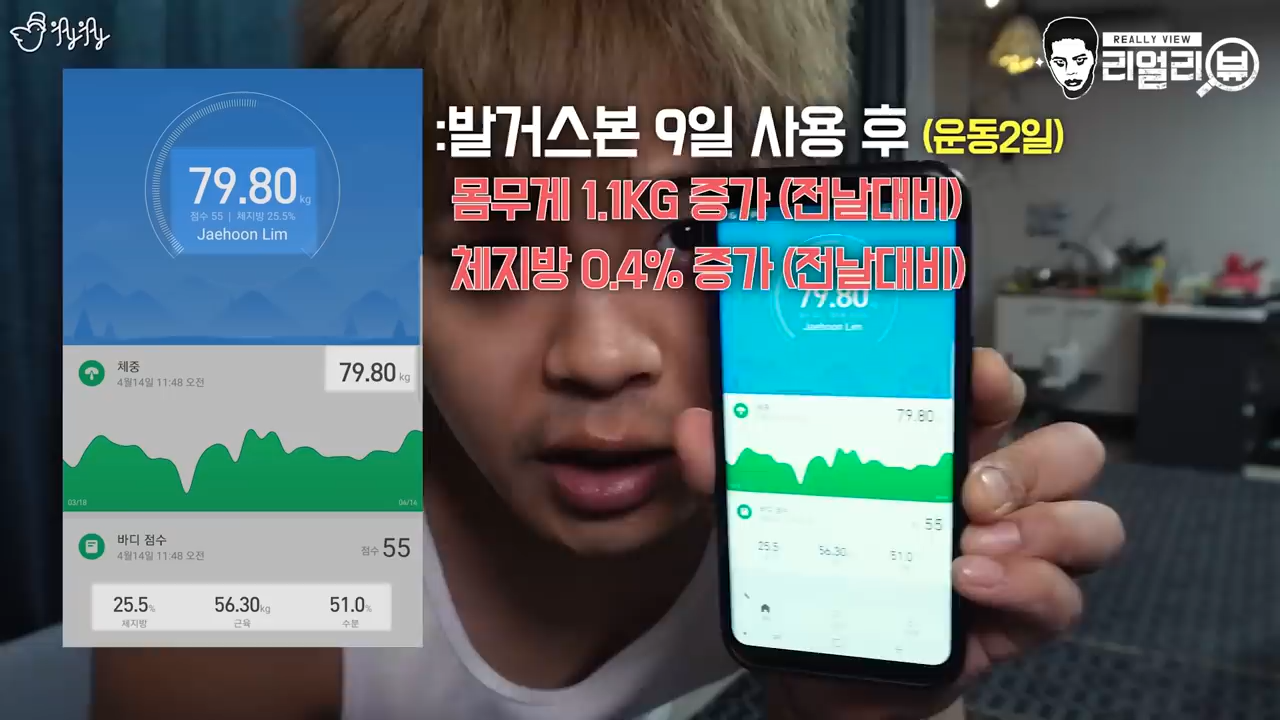 REALLY VIEW
리얼리뷰
:발거스본 9일 사용 후 (운동2일)
몸무게 1.1KG 증가 (전날대비)
체지방 0.4% 증가 (전날대비)
79.80 kg
점수 55 | 체지방 25.5%
Jaehoon Lim
체중
4월14일 11:48 오전
79.80 kg
03/18 04/14
바디 점수
4월14일 11:48 오전
점수 55
25.5% 56.30kg 51.0%
체지방 근육 수분
79.80
Jaehoon Lim
79.80
55
25.5 56.30 51.0